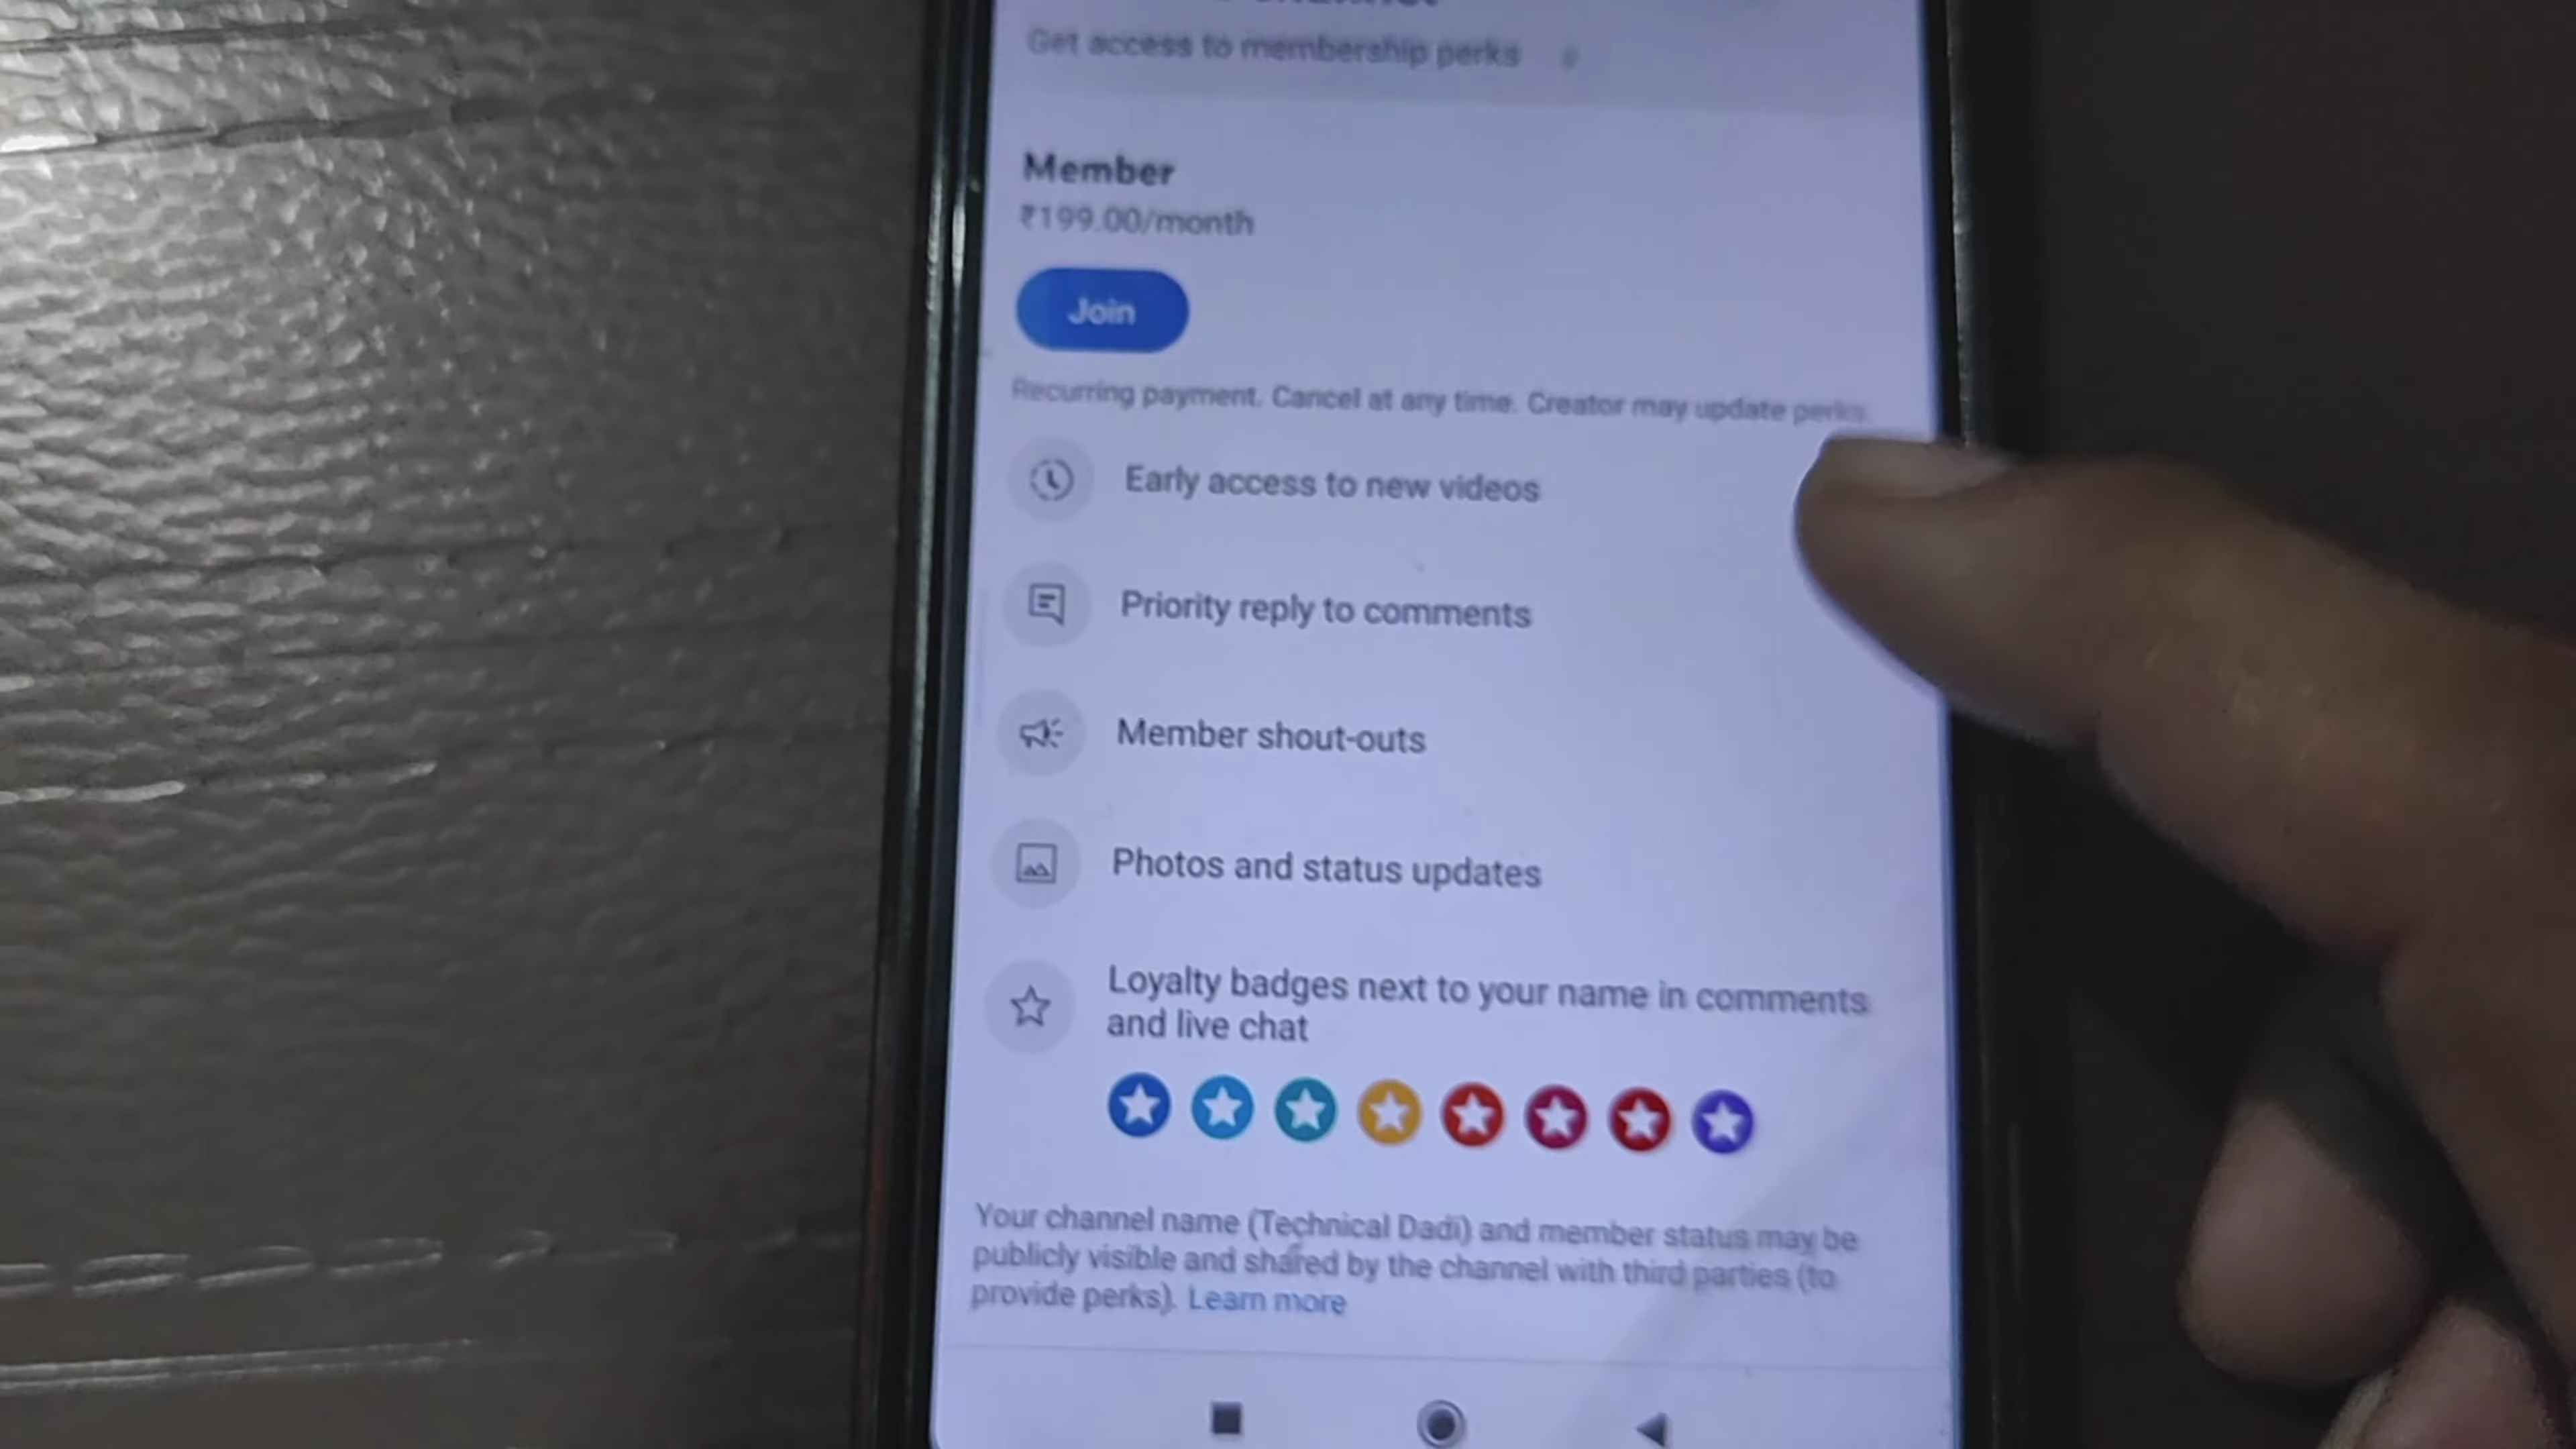 Get access to membership perks
Member
₹199.00/month
Join
Recurring payment. Cancel at any time. Creator may update perks.
Early access to new videos
Priority reply to comments
Member shout-outs
Photos and status updates
Loyalty badges next to your name in comments
and live chat
Your channel name (Technical Dadi) and member status may be
publicly visible and shared by the channel with third parties (to
provide perks). Learn more